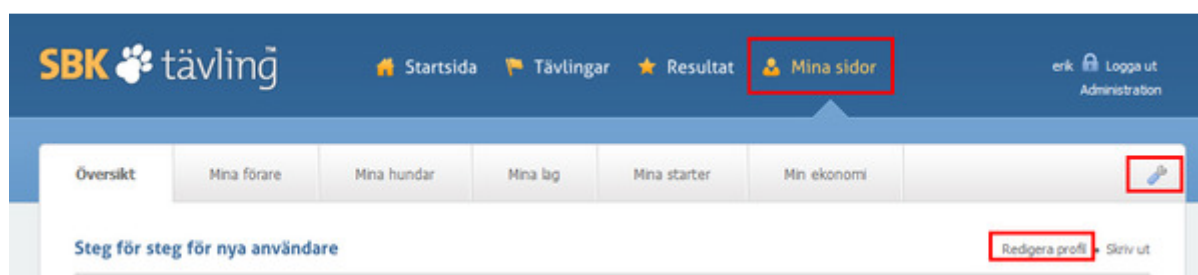 SBK tävling™
Startsida Tävlingar Resultat Mina sidor
erik Logga ut
Administration
Översikt Mina förare Mina hundar Mina lag Mina starter Min ekonomi
Steg för steg för nya användare
Redigera profil • Skriv ut